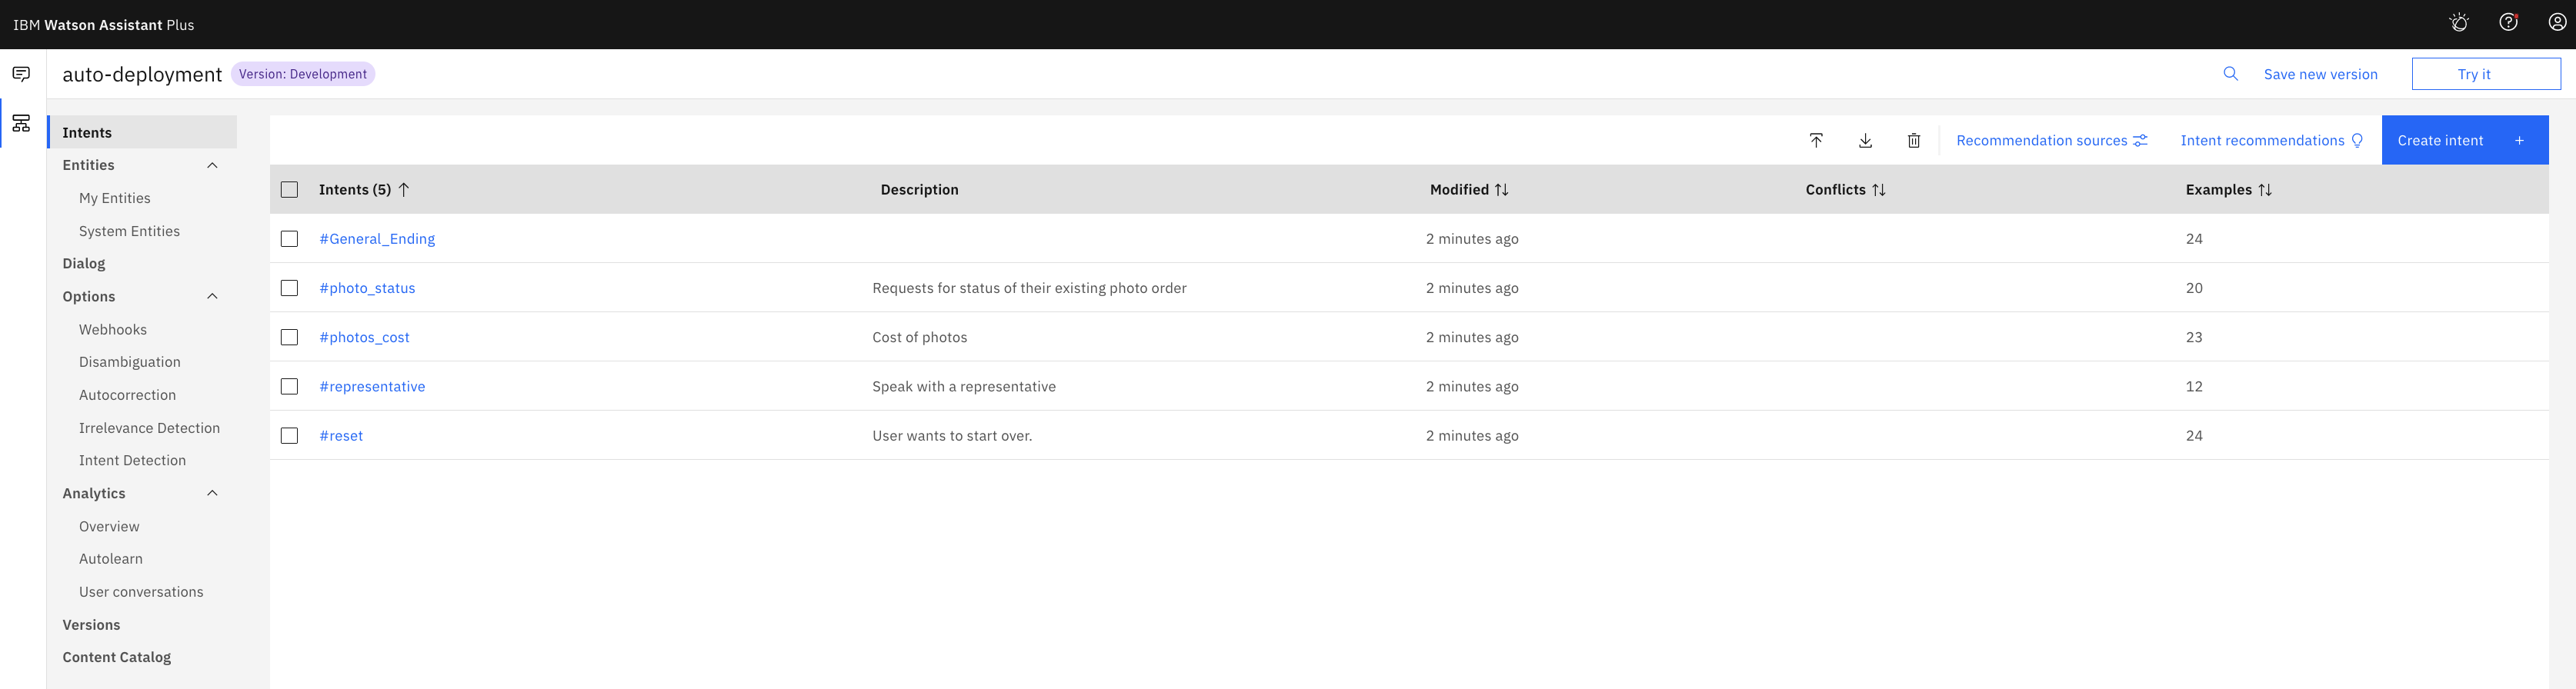 IBM Watson Assistant Plus
auto-deployment Version: Development Save new version Try it
Intents
Entities
My Entities
System Entities
Dialog
Options
Webhooks
Disambiguation
Autocorrection
Irrelevance Detection
Intent Detection
Analytics
Overview
Autolearn
User conversations
Versions
Content Catalog
Recommendation sources Intent recommendations Create intent +
Intents (5) Description Modified Conflicts Examples
#General_Ending 2 minutes ago 24
#photo_status Requests for status of their existing photo order 2 minutes ago 20
#photos_cost Cost of photos 2 minutes ago 23
#representative Speak with a representative 2 minutes ago 12
#reset User wants to start over. 2 minutes ago 24